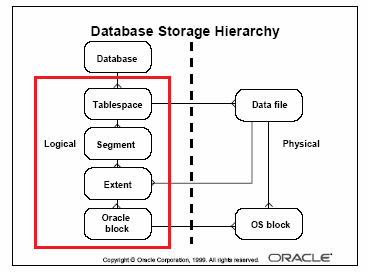 Database Storage Hierarchy
Database
Tablespace
Data file
Logical
Segment
Physical
Extent
Oracle
block
OS block
Copyright © Oracle Corporation, 1999. All rights reserved.
ORACLE®